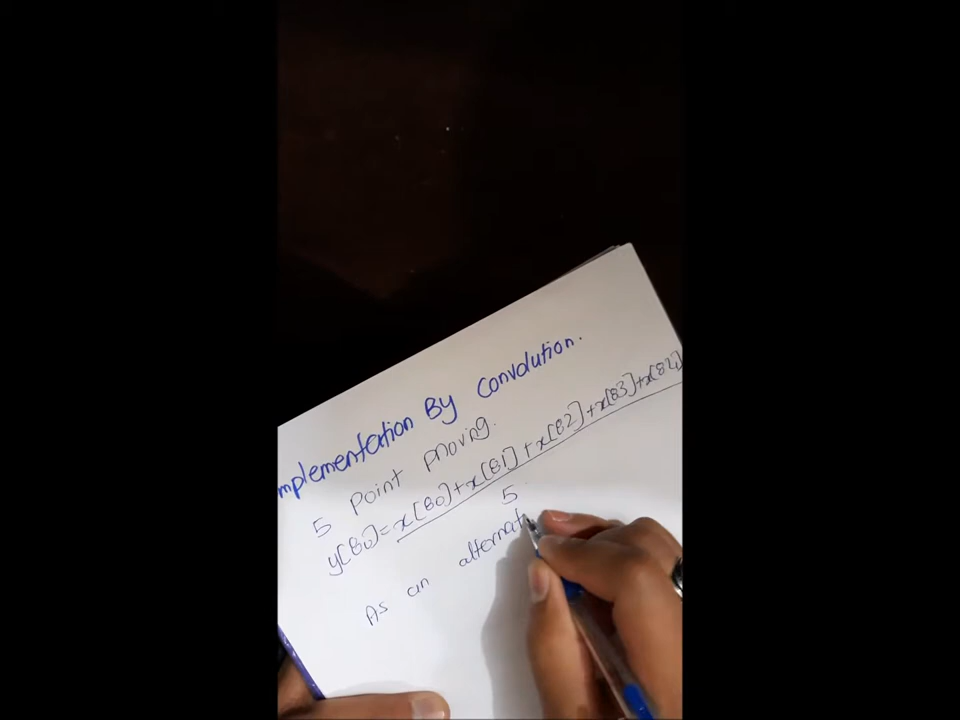 mplementation By Convolution.
5 Point moving.
y[80]= x[80]+x[81]+x[82]+x[83]+x[84]
5
As an alternat